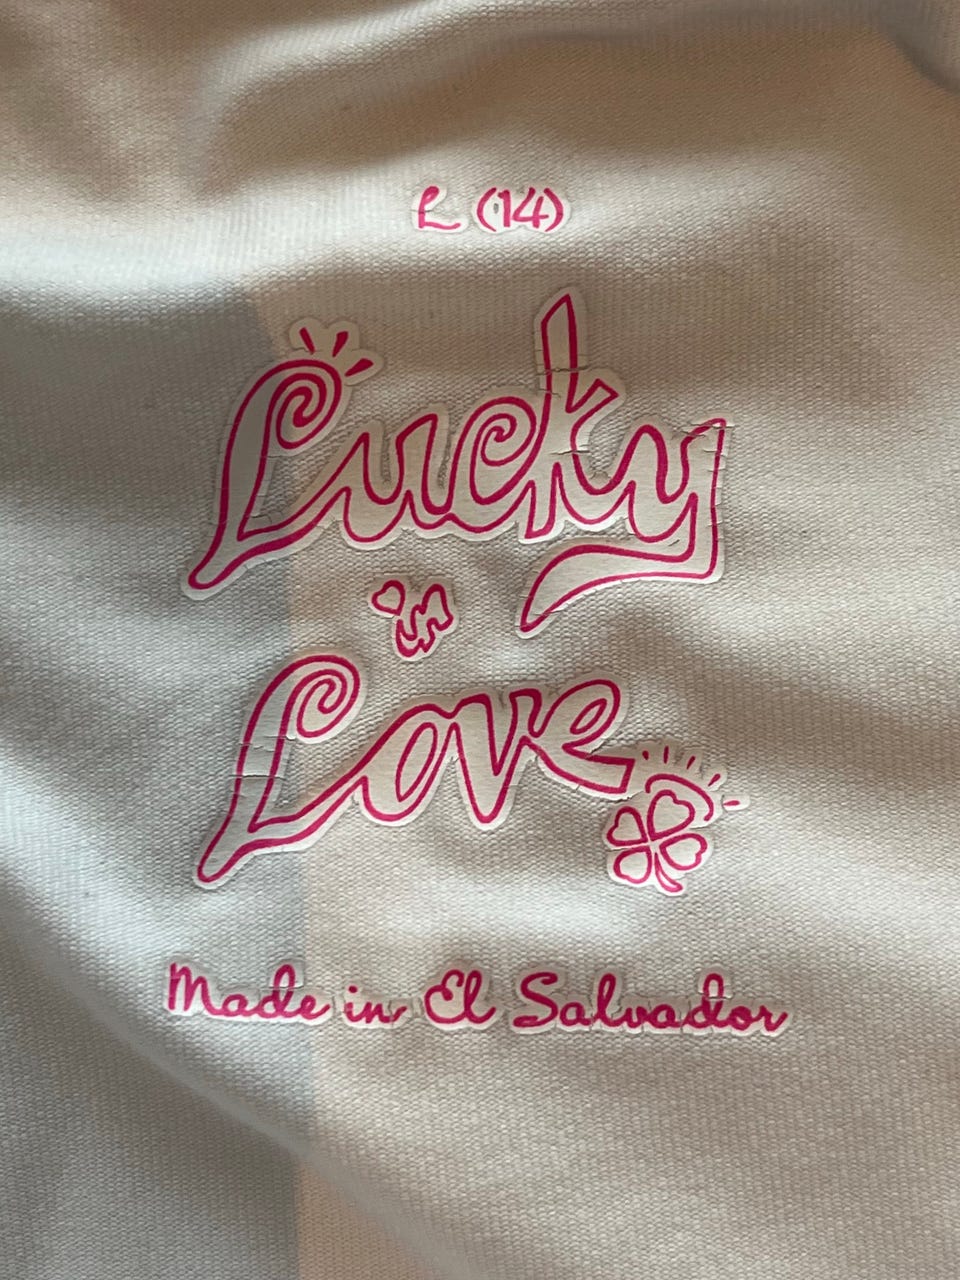 L (14)
Lucky
in
Love
Made in El Salvador